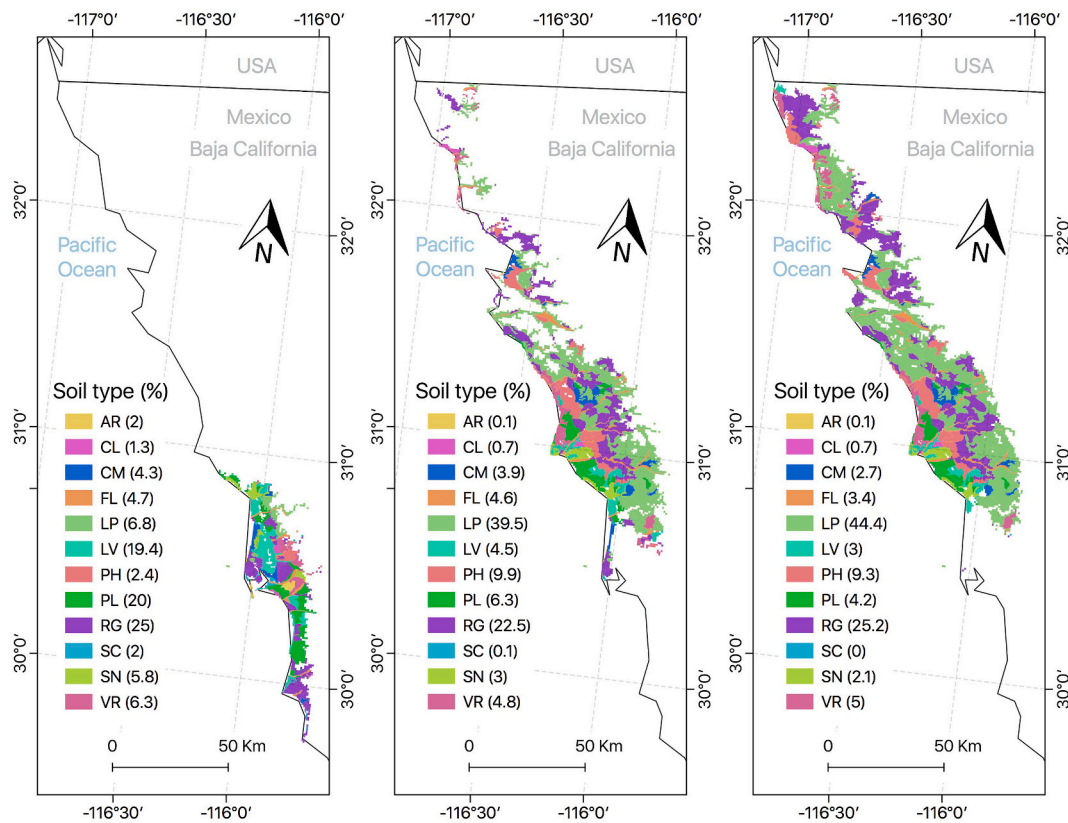 -117°0′ -116°30′ -116°0′
-117°0′ -116°30′ -116°0′
-117°0′ -116°30′ -116°0′
USA
Mexico
Baja California
32°0′
Pacific
Ocean
N
Soil type (%)
AR (2)
CL (1.3)
CM (4.3)
FL (4.7)
LP (6.8)
LV (19.4)
PH (2.4)
PL (20)
RG (25)
SC (2)
SN (5.8)
VR (6.3)
31°0′
30°0′
0 50 Km
-116°30′ -116°0′
USA
Mexico
Baja California
32°0′
32°0′
Pacific
Ocean
N
Soil type (%)
AR (0.1)
CL (0.7)
CM (3.9)
FL (4.6)
LP (39.5)
LV (4.5)
PH (9.9)
PL (6.3)
RG (22.5)
SC (0.1)
SN (3)
VR (4.8)
31°0′
31°0′
30°0′
30°0′
0 50 Km
-116°30′ -116°0′
USA
Mexico
Baja California
32°0′
Pacific
Ocean
N
Soil type (%)
AR (0.1)
CL (0.7)
CM (2.7)
FL (3.4)
LP (44.4)
LV (3)
PH (9.3)
PL (4.2)
RG (25.2)
SC (0)
SN (2.1)
VR (5)
31°0′
30°0′
0 50 Km
-116°30′ -116°0′